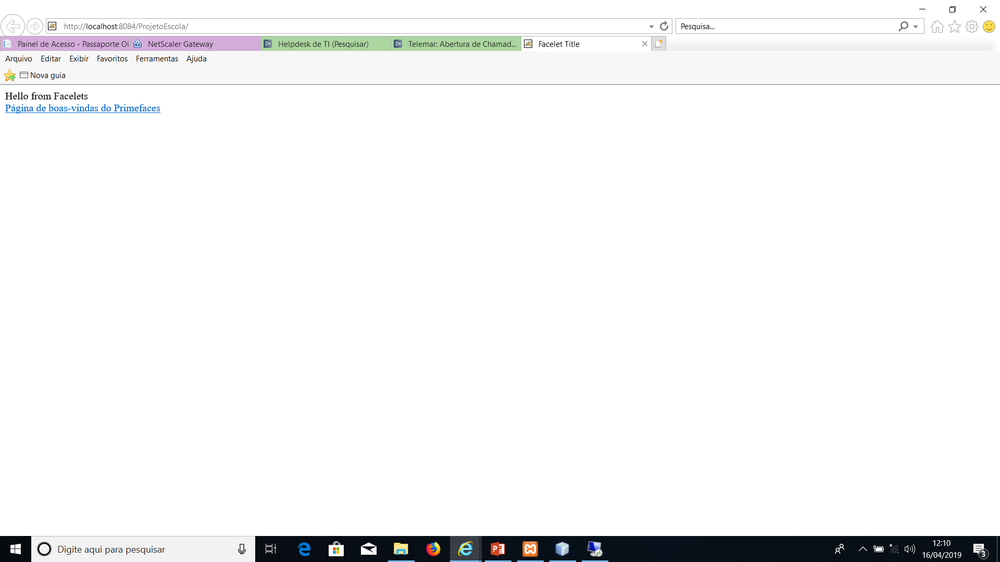 http://localhost:8084/ProjetoEscola/
Pesquisa...
Painel de Acesso - Passaporte Oi
NetScaler Gateway
Helpdesk de TI (Pesquisar)
Telemar: Abertura de Chamad...
Facelet Title
Arquivo Editar Exibir Favoritos Ferramentas Ajuda
Nova guia
Hello from Facelets
Página de boas-vindas do Primefaces
Digite aqui para pesquisar
12:10
16/04/2019
3